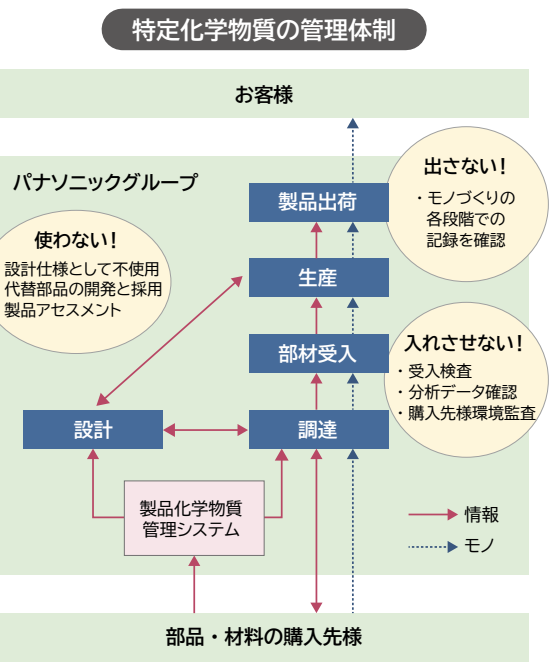 特定化学物質の管理体制
お客様
パナソニックグループ
出さない！
・モノづくりの
各段階での
記録を確認
製品出荷
使わない！
設計仕様として不使用
代替部品の開発と採用
製品アセスメント
生産
部材受入
入れさせない！
・受入検査
・分析データ確認
・購入先様環境監査
設計
調達
製品化学物質
管理システム
情報
モノ
部品・材料の購入先様